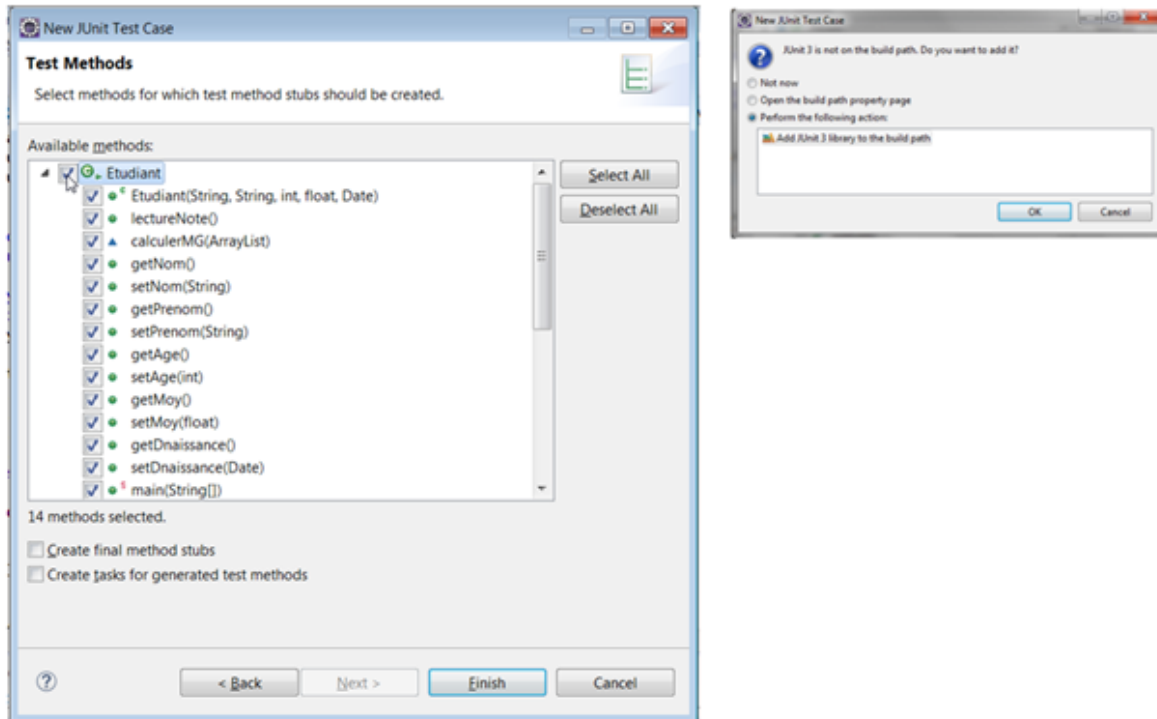 New JUnit Test Case
Test Methods
Select methods for which test method stubs should be created.
Available methods:
Etudiant
Etudiant(String, String, int, float, Date)
lectureNote()
calculerMG(ArrayList)
getNom()
setNom(String)
getPrenom()
setPrenom(String)
getAge()
setAge(int)
getMoy()
setMoy(float)
getDnaissance()
setDnaissance(Date)
main(String[])
Select All
Deselect All
14 methods selected.
Create final method stubs
Create tasks for generated test methods
< Back
Next >
Finish
Cancel
New JUnit Test Case
JUnit 3 is not on the build path. Do you want to add it?
Not now
Open the build path property page
Perform the following action:
Add JUnit 3 library to the build path
OK
Cancel